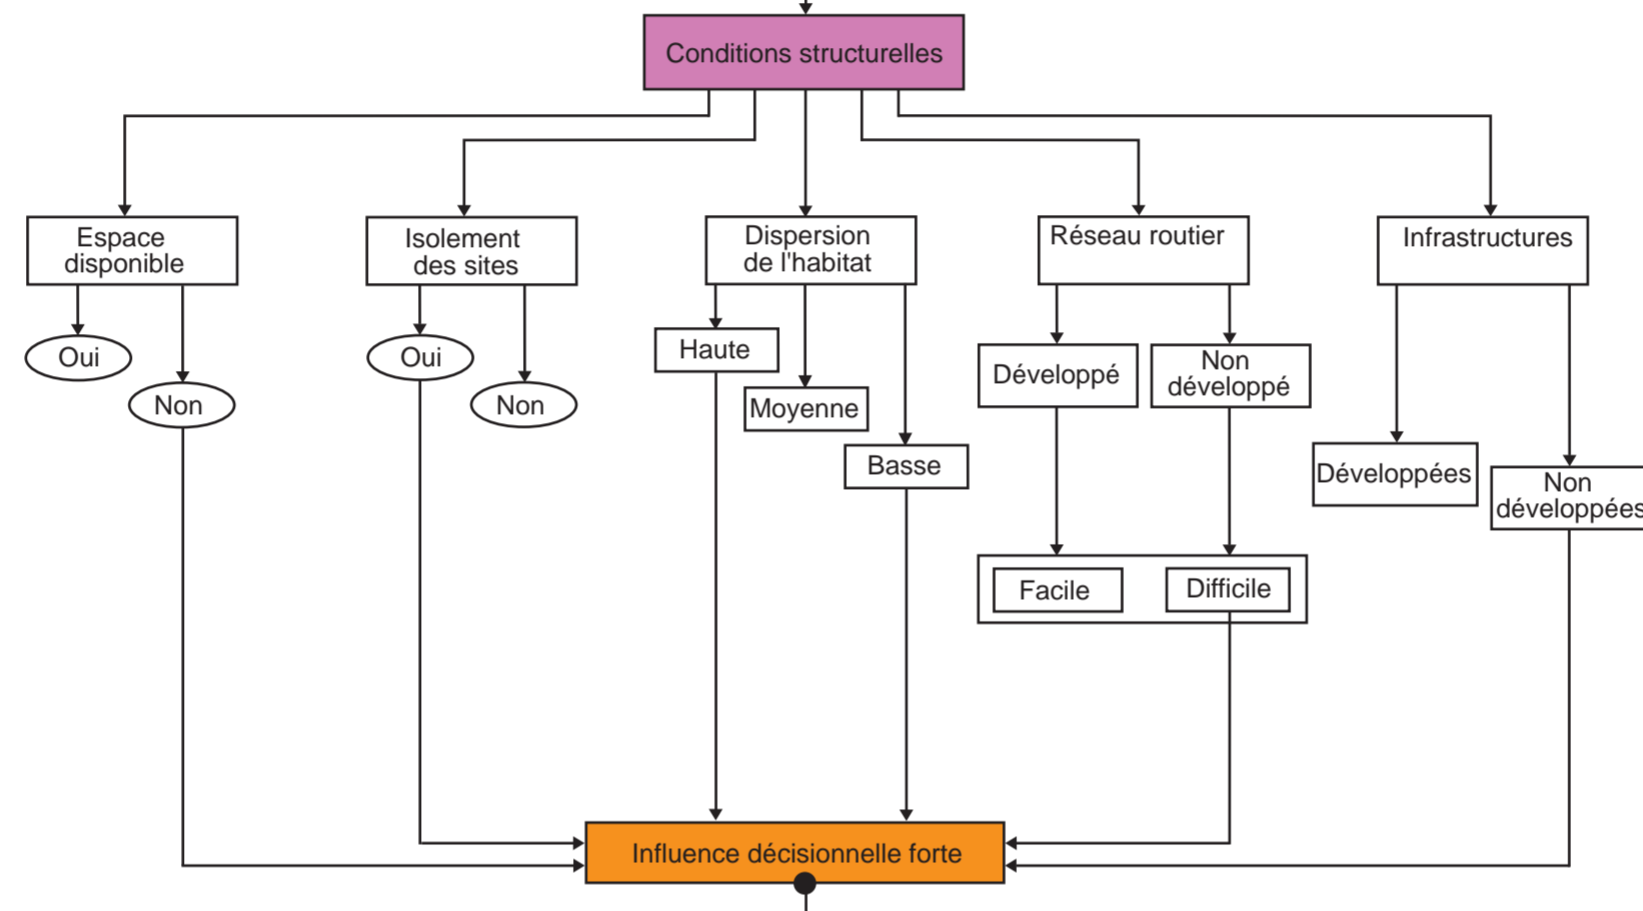 Conditions structurelles
Espace
disponible
Isolement
des sites
Dispersion
de l'habitat
Réseau routier
Infrastructures
Oui
Non
Oui
Non
Haute
Moyenne
Basse
Développé
Non
développé
Développées
Non
développées
Facile
Difficile
Influence décisionnelle forte